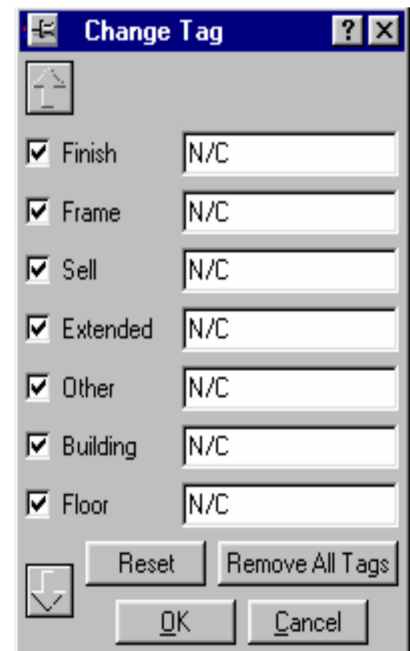 Change Tag ?
Finish N/C
Frame N/C
Sell N/C
Extended N/C
Other N/C
Building N/C
Floor N/C
Reset Remove All Tags
OK Cancel